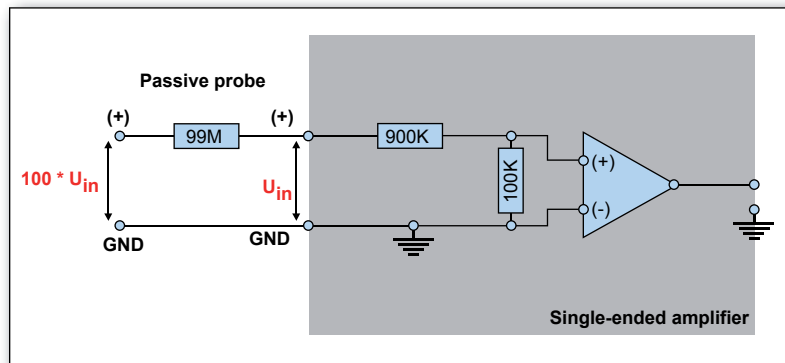 Passive probe
(+)
99M
(+)
900K
100K
(+)
(-)
100 * Uin
Uin
GND
GND
Single-ended amplifier